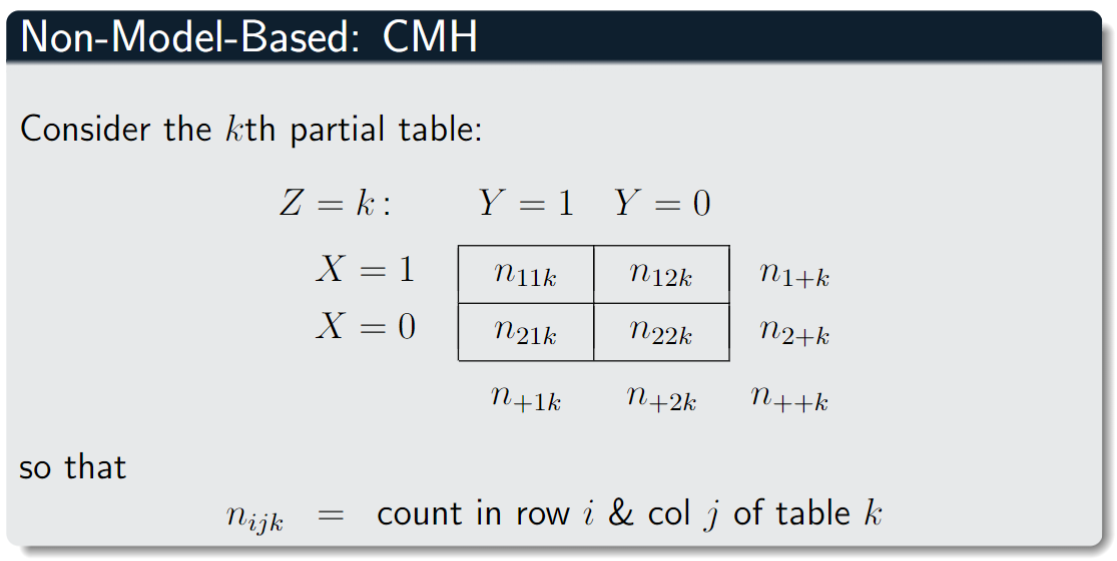 Non-Model-Based: CMH
Consider the kth partial table:
Z = k: Y = 1 Y = 0
X = 1 n_{11k} n_{12k} n_{1+k}
X = 0 n_{21k} n_{22k} n_{2+k}
n_{+1k} n_{+2k} n_{++k}
so that
n_{ijk} = count in row i & col j of table k